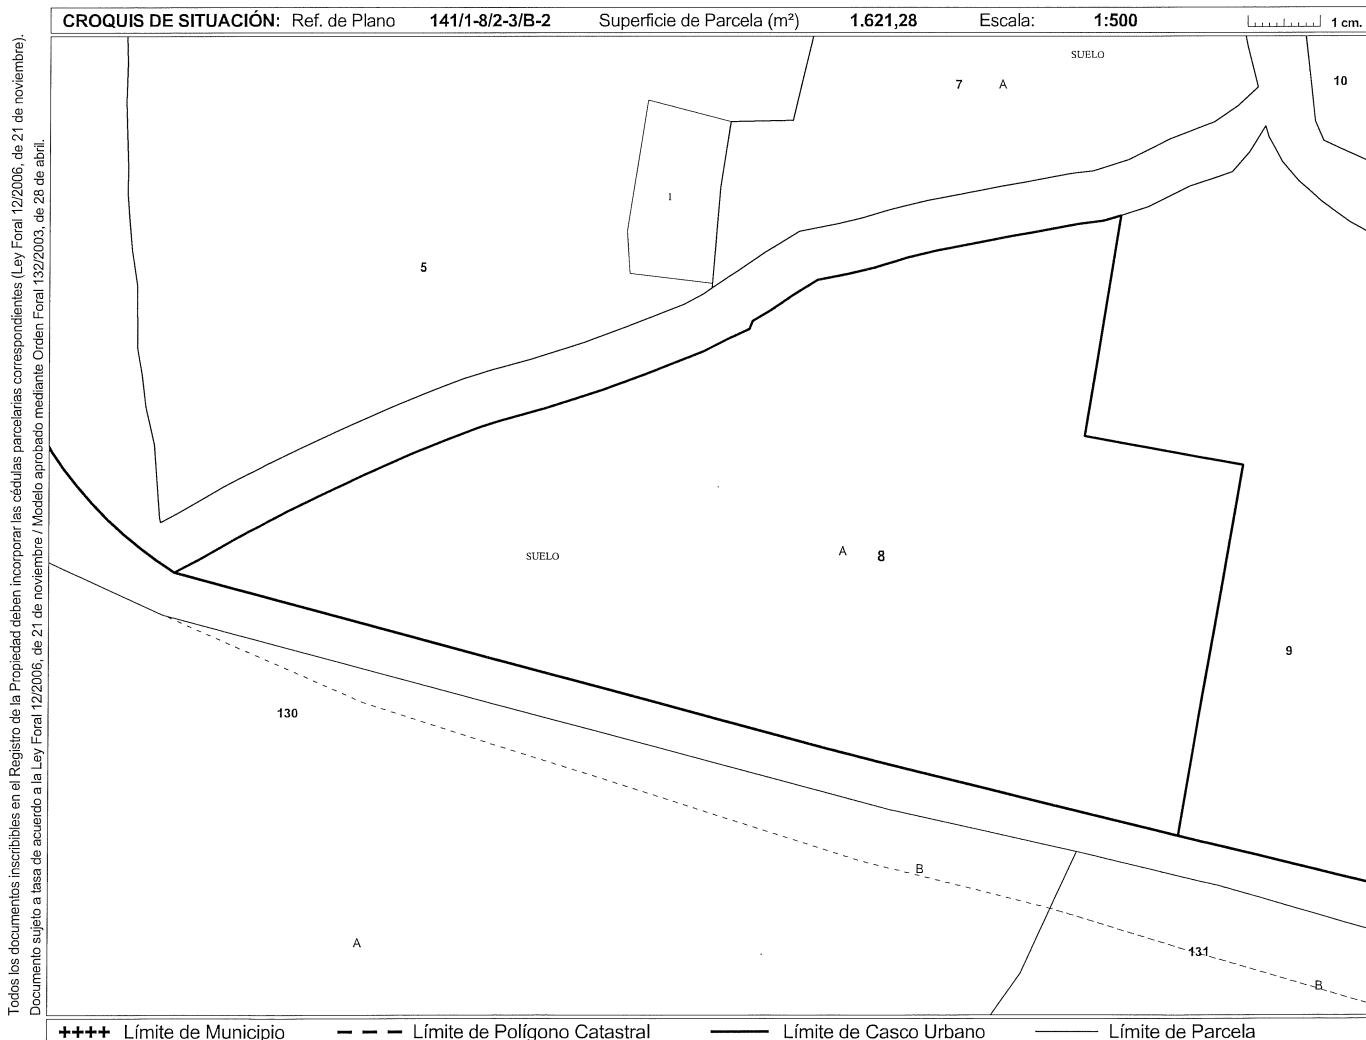 CROQUIS DE SITUACIÓN: Ref. de Plano 141/1-8/2-3/B-2 Superficie de Parcela (m²) 1.621,28 Escala: 1:500 1 cm.
Todos los documentos inscribibles en el Registro de la Propiedad deben incorporar las cédulas parcelarias correspondientes (Ley Foral 12/2006, de 21 de noviembre).
Documento sujeto a tasa de acuerdo a la Ley Foral 12/2006, de 21 de noviembre / Modelo aprobado mediante Orden Foral 132/2003, de 28 de abril.
SUELO
7 A
10
1
5
SUELO
A 8
9
130
B
A
131
B
++++ Límite de Municipio
Límite de Polígono Catastral
Límite de Casco Urbano
Límite de Parcela